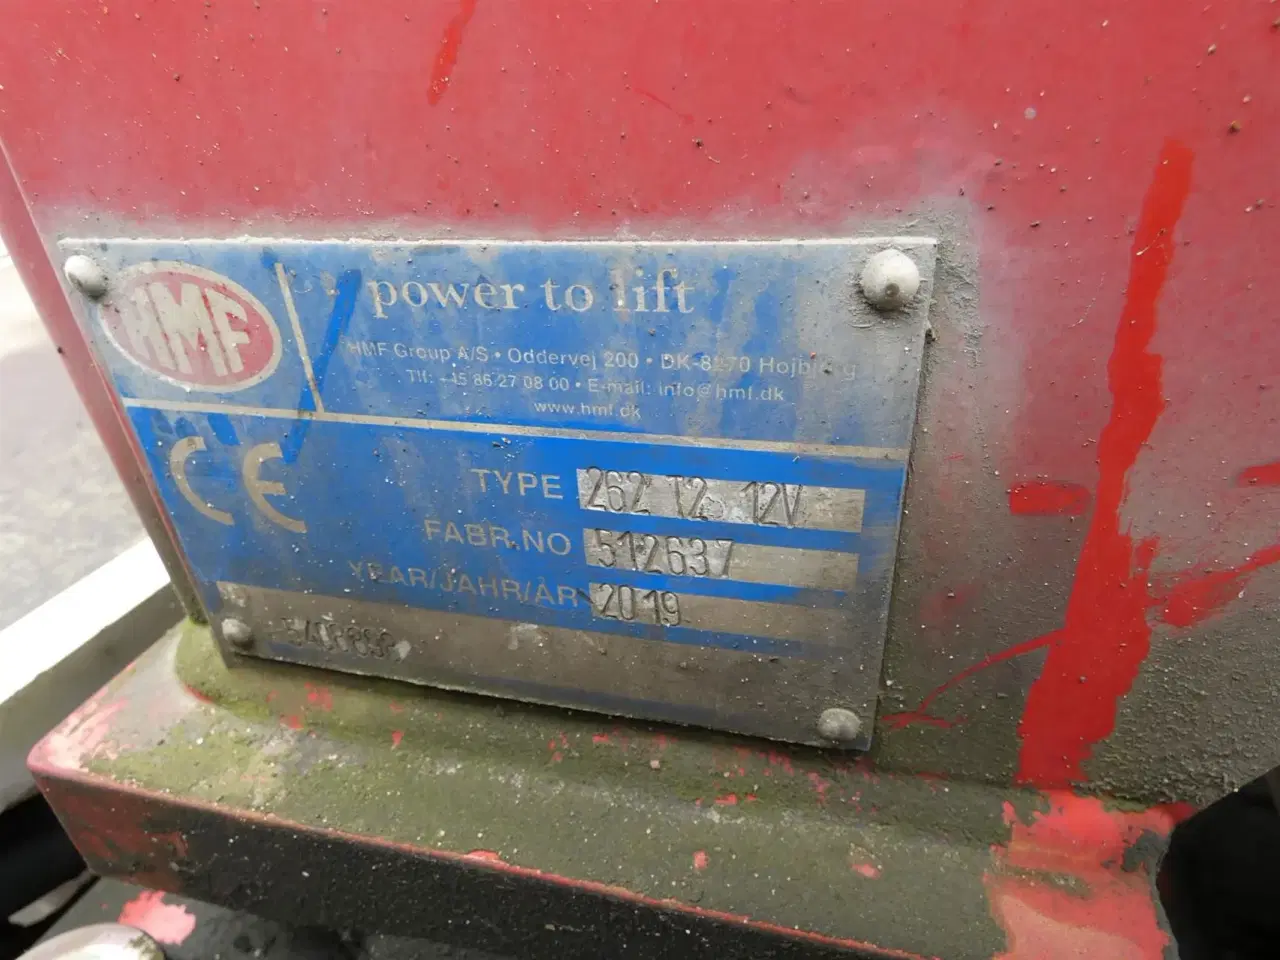 HMF
power to lift
HMF Group A/S • Oddervej 200 • DK-8270 Højbjerg
Tlf: +45 86 27 08 00 • E-mail: info@hmf.dk
www.hmf.dk
CE
TYPE 262 T2 12V
FABR.NO 512637
YEAR/JAHR/ÅR 2019